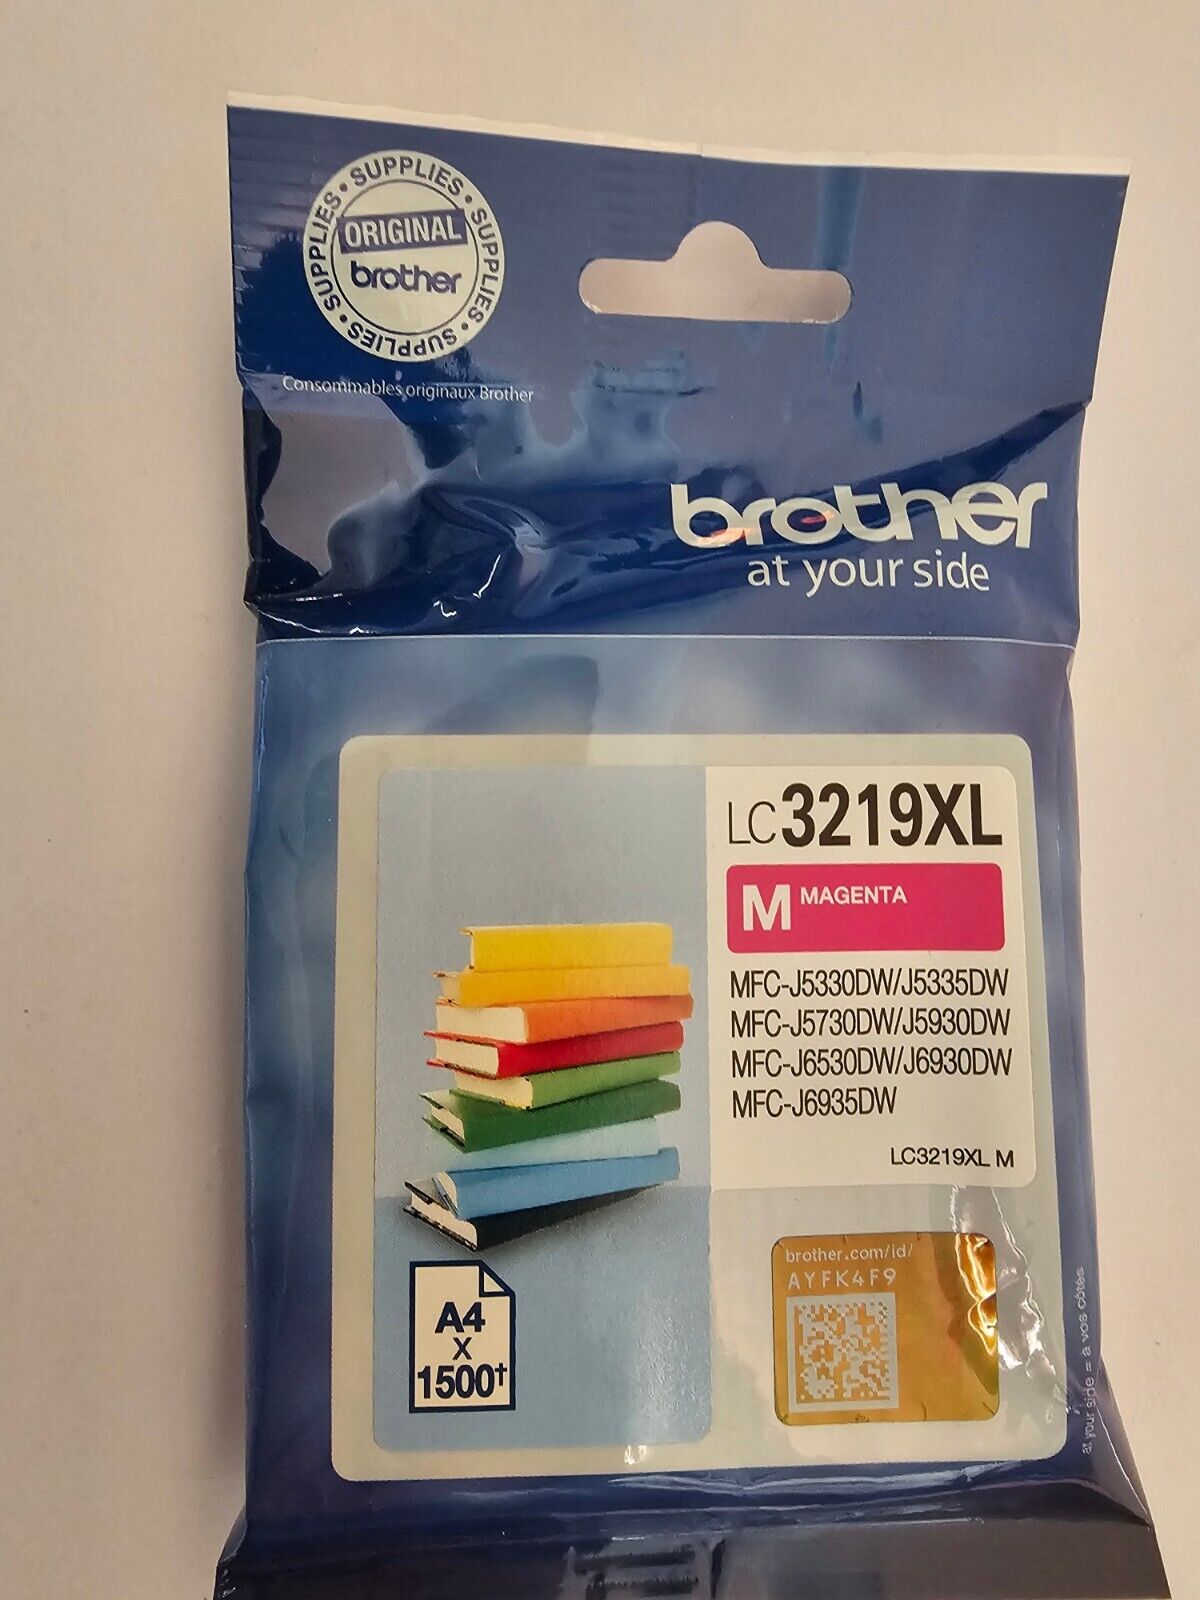 SUPPLIES • SUPPLIES • SUPPLIES • SUPPLIES •
ORIGINAL
brother
Consommables originaux Brother
brother
at your side
LC3219XL
M MAGENTA
MFC-J5330DW/J5335DW
MFC-J5730DW/J5930DW
MFC-J6530DW/J6930DW
MFC-J6935DW
LC3219XL M
brother.com/id/
AYFK4F9
A4
x
1500†
at your side = à vos côtés